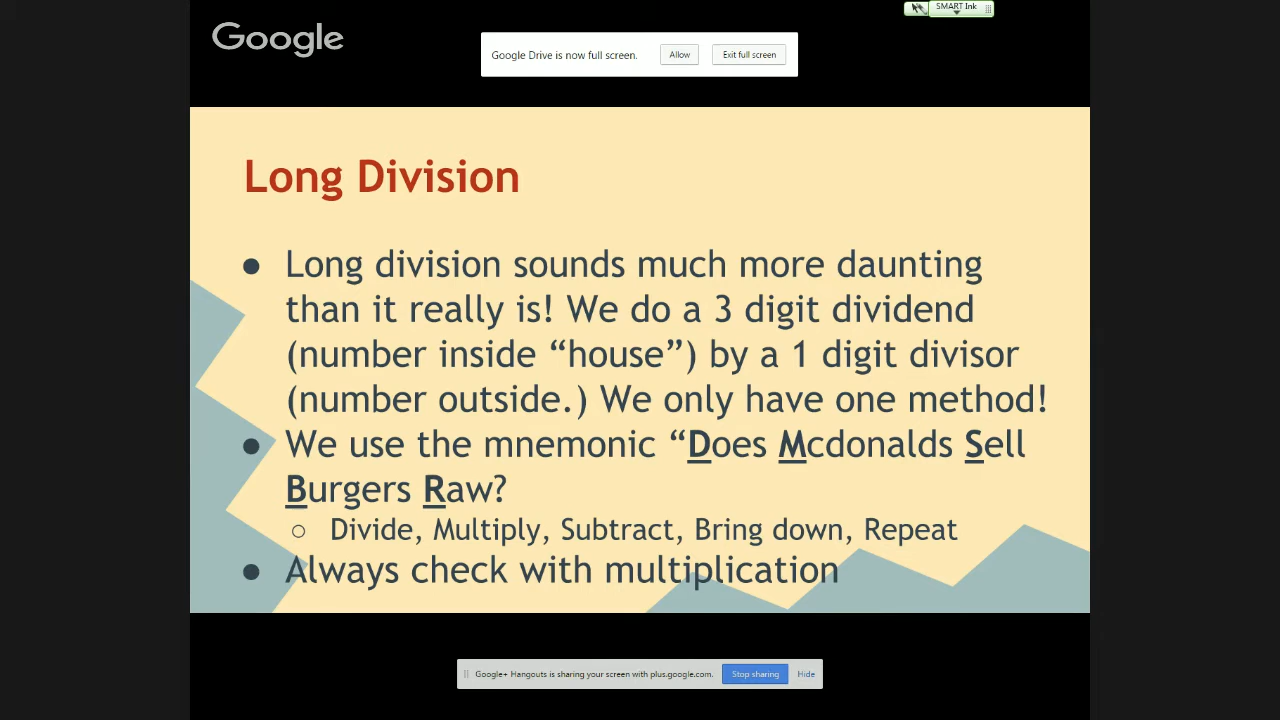 SMART Ink
Google
Google Drive is now full screen.
Allow
Exit full screen
Long Division
● Long division sounds much more daunting
than it really is! We do a 3 digit dividend
(number inside “house”) by a 1 digit divisor
(number outside.) We only have one method!
● We use the mnemonic “Does Mcdonalds Sell
Burgers Raw?
○ Divide, Multiply, Subtract, Bring down, Repeat
● Always check with multiplication
Google+ Hangouts is sharing your screen with plus.google.com.
Stop sharing
Hide